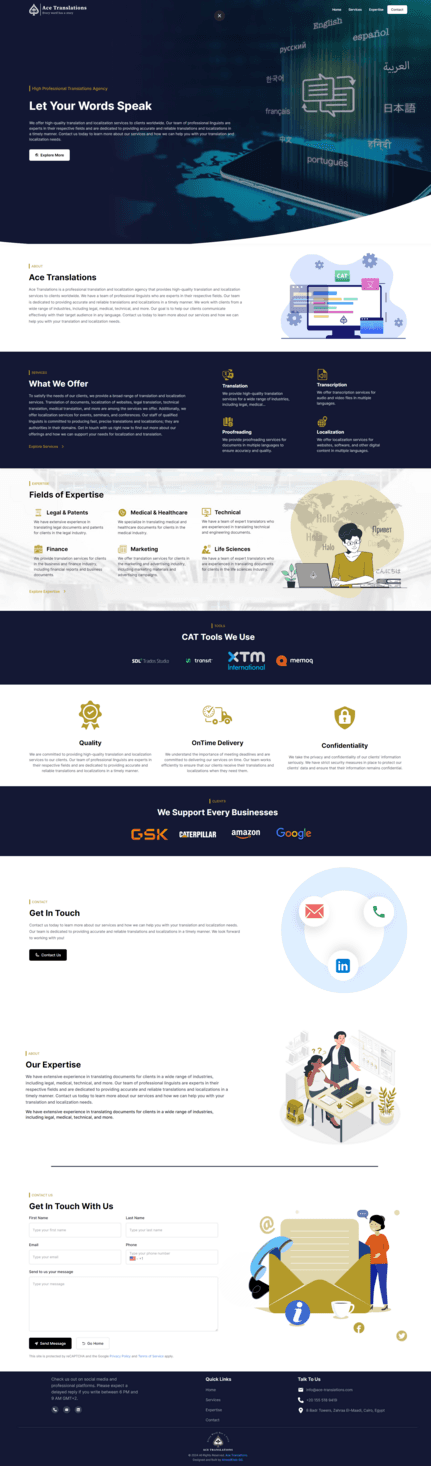 Ace Translations
Home
Services
Expertise
Contact
English
español
русский
العربية
한국어
français
日本語
中文
हिन्दी
português
High Professional Translations Agency
Let Your Words Speak
We offer high-quality translation and localization services to clients worldwide. Our team of professional linguists are
experts in their respective fields and are dedicated to providing accurate and reliable translations and localizations in
a timely manner. Contact us today to learn more about our services and how we can help you with your translation and
localization needs.
Explore More
ABOUT
Ace Translations
Ace Translations is a professional translation and localization agency that provides high-quality translation and localization
services to clients worldwide. We have a team of professional linguists who are experts in their respective fields. Our team
is dedicated to providing accurate and reliable translations and localizations in a timely manner. We work with clients from a
wide range of industries, including legal, medical, technical, and more. Our goal is to help our clients communicate
effectively with their target audience in any language. Contact us today to learn more about our services and how we can
help you with your translation and localization needs.
CAT
SERVICES
What We Offer
To satisfy the needs of our clients, we provide a broad range of translation and localization
services. Translation of documents, localization of websites, legal translation, technical
translation, medical translation, and more are among the services we offer. Additionally, we
offer localization services for events, seminars, and conferences. Our staff of qualified
linguists is committed to producing fast, precise translations and localizations; they are
authorities in their domains. Get in touch with us right now to find out more about our
offerings and how we can support your needs for localization and translation.
Explore Services
Translation
We provide high-quality translation
services for a wide range of industries,
including legal, medical...
Transcription
We offer transcription services for
audio and video files in multiple
languages.
Proofreading
We provide proofreading services for
documents in multiple languages to
ensure accuracy and quality.
Localization
We offer localization services for
websites, software, and other digital
content in multiple languages.
EXPERTISE
Fields of Expertise
Legal & Patents
We have extensive experience in
translating legal documents and patents
for clients in the legal industry.
Medical & Healthcare
We specialize in translating medical and
healthcare documents for clients in the
medical industry.
Technical
We have a team of expert translators who
are experienced in translating technical
and engineering documents.
Finance
We provide translation services for clients
in the business and finance industry,
including financial reports and business
documents
Marketing
We offer translation services for clients in
the marketing and advertising industry,
including marketing materials and
advertising campaigns.
Life Sciences
We have a team of expert translators who
are experienced in translating documents
for clients in the life sciences industry.
Explore Expertise
Hello
Hola
Halo
Привет
こんにちは
TOOLS
CAT Tools We Use
SDL Trados Studio
transit
XTM
International
memoQ
Quality
We are committed to providing high-quality translation and localization
services to our clients. Our team of professional linguists are experts in
their respective fields and are dedicated to providing accurate and
reliable translations and localizations in a timely manner.
OnTime Delivery
We understand the importance of meeting deadlines and are
committed to delivering our services on time. Our team works
efficiently to ensure that our clients receive their translations and
localizations when they need them.
Confidentiality
We take the privacy and confidentiality of our clients' information
seriously. We have strict security measures in place to protect our
clients' data and ensure that their information remains confidential.
CLIENTS
We Support Every Businesses
GSK
CATERPILLAR
amazon
Google
CONTACT
Get In Touch
Contact us today to learn more about our services and how we can help you with your translation and localization needs.
Our team is dedicated to providing accurate and reliable translations and localizations in a timely manner. We look forward
to working with you!
Contact Us
in
ABOUT
Our Expertise
We have extensive experience in translating documents for clients in a wide range of industries,
including legal, medical, technical, and more. Our team of professional linguists are experts in their
respective fields and are dedicated to providing accurate and reliable translations and localizations in a
timely manner. Contact us today to learn more about our services and how we can help you with your
translation and localization needs.
We have extensive experience in translating documents for clients in a wide range of industries,
including legal, medical, technical, and more.
CONTACT US
Get In Touch With Us
First Name
Last Name
Type your first name
Type your last name
Email
Phone
Type your email
Type your phone number
Send to us your message
Type your message
Send Message
Go Home
This site is protected by reCAPTCHA and the Google Privacy Policy and Terms of Service apply.
Check us out on social media and
professional platforms. Please expect a
delayed reply if you write between 6 PM and
8 AM GMT+2.
Quick Links
Home
Services
Expertise
Contact
Talk To Us
info@ace-translations.com
ACE TRANSLATIONS